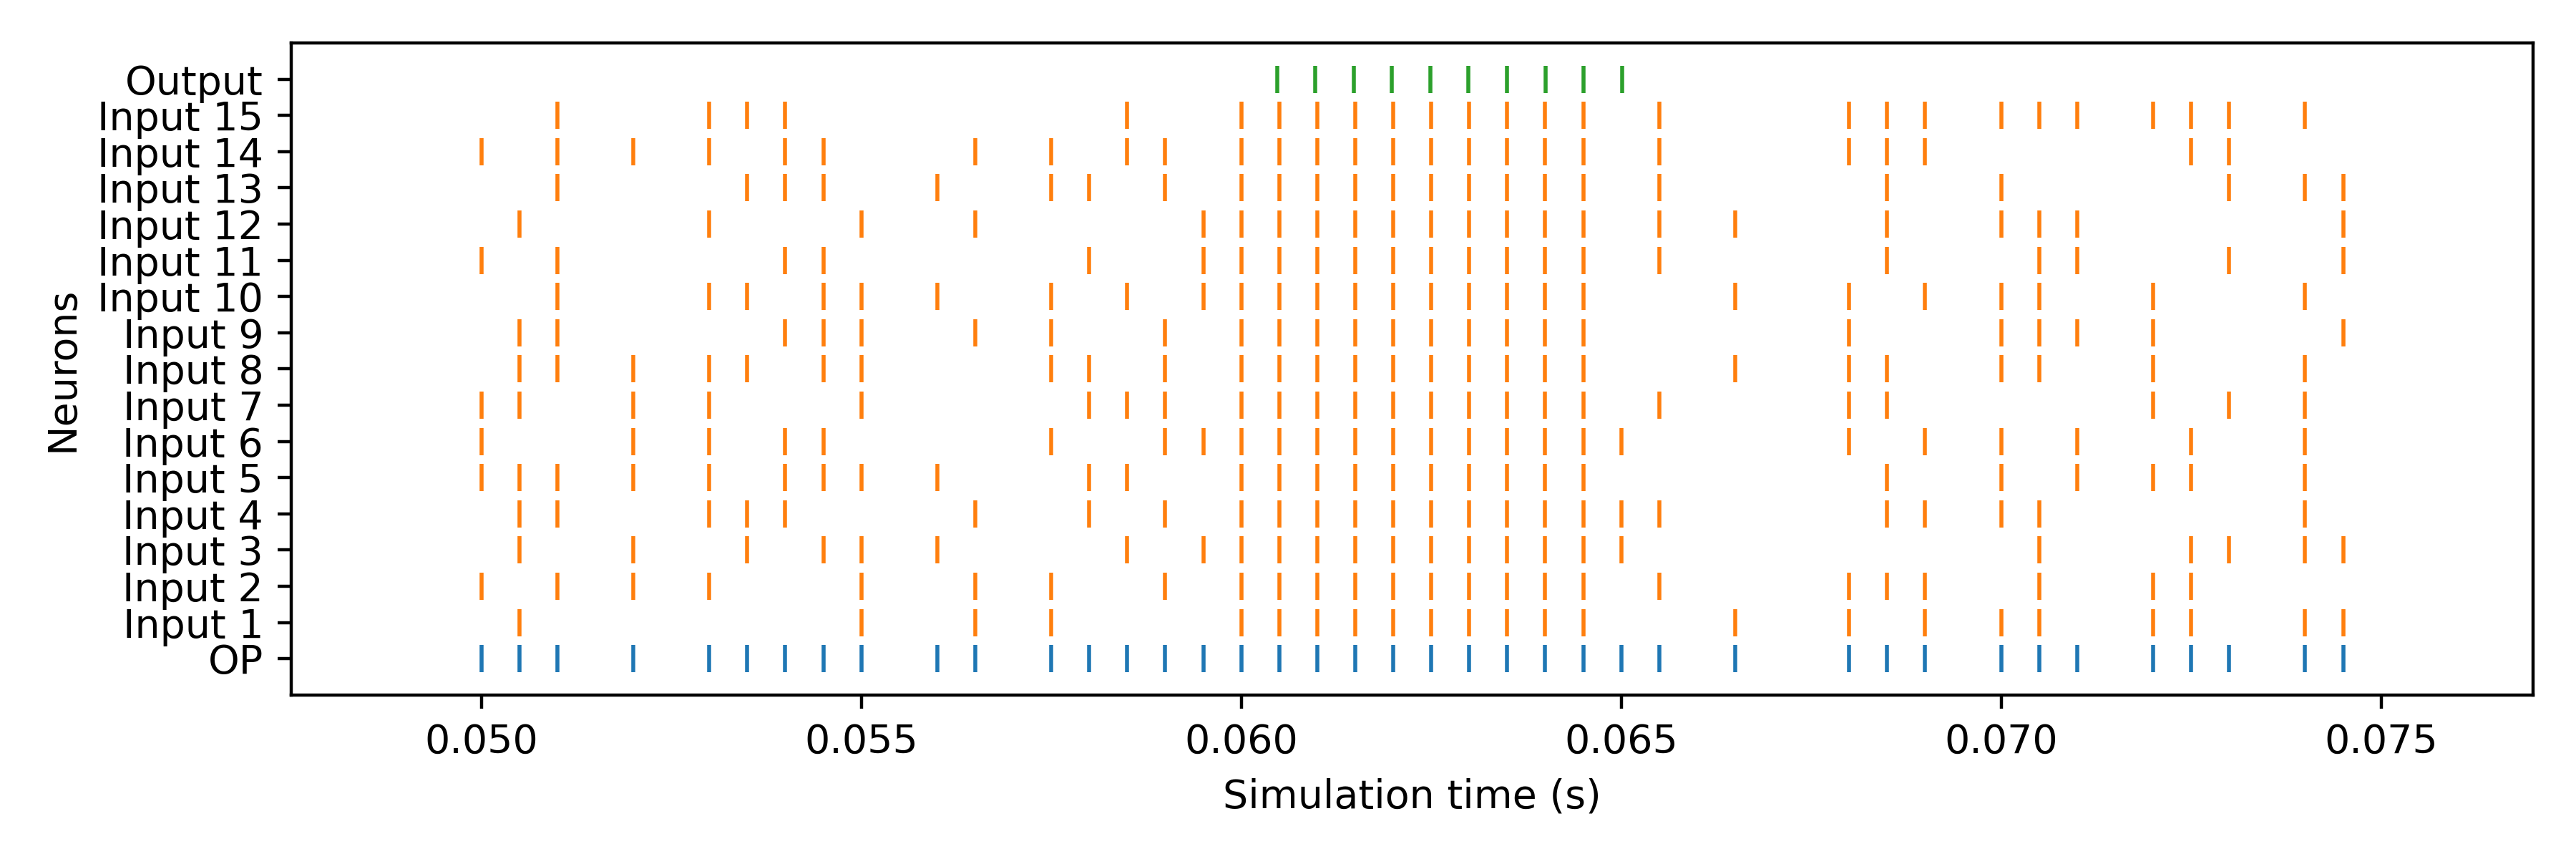 Output
Input 15
Input 14
Input 13
Input 12
Input 11
Input 10
Input 9
Input 8
Input 7
Input 6
Input 5
Input 4
Input 3
Input 2
Input 1
OP
Neurons
0.050 0.055 0.060 0.065 0.070 0.075
Simulation time (s)